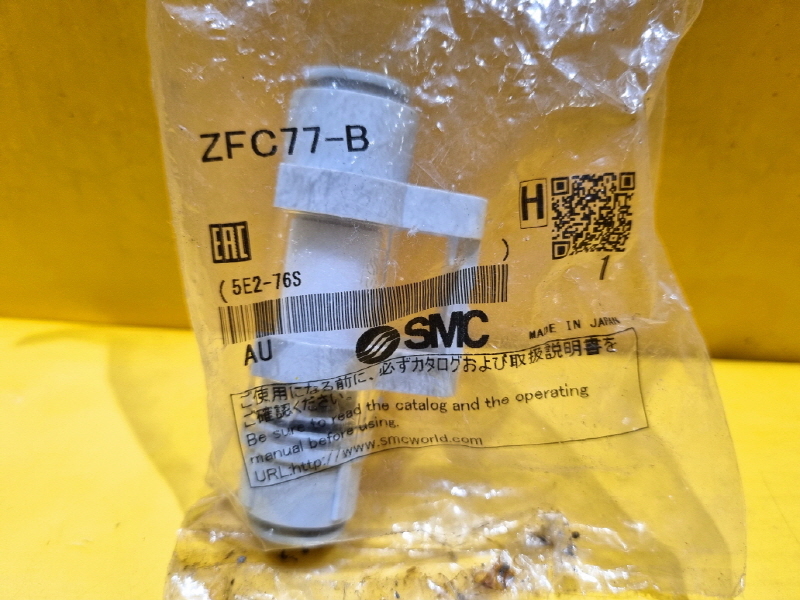 ZFC77-B
H
EAC
1
(5E2-76S )
AU
SMC
MADE IN JAPAN
ご使用になる前に、必ずカタログおよび取扱説明書を
ご確認ください。
Be sure to read the catalog and the operating
manual before using.
URL:http://www.smcworld.com